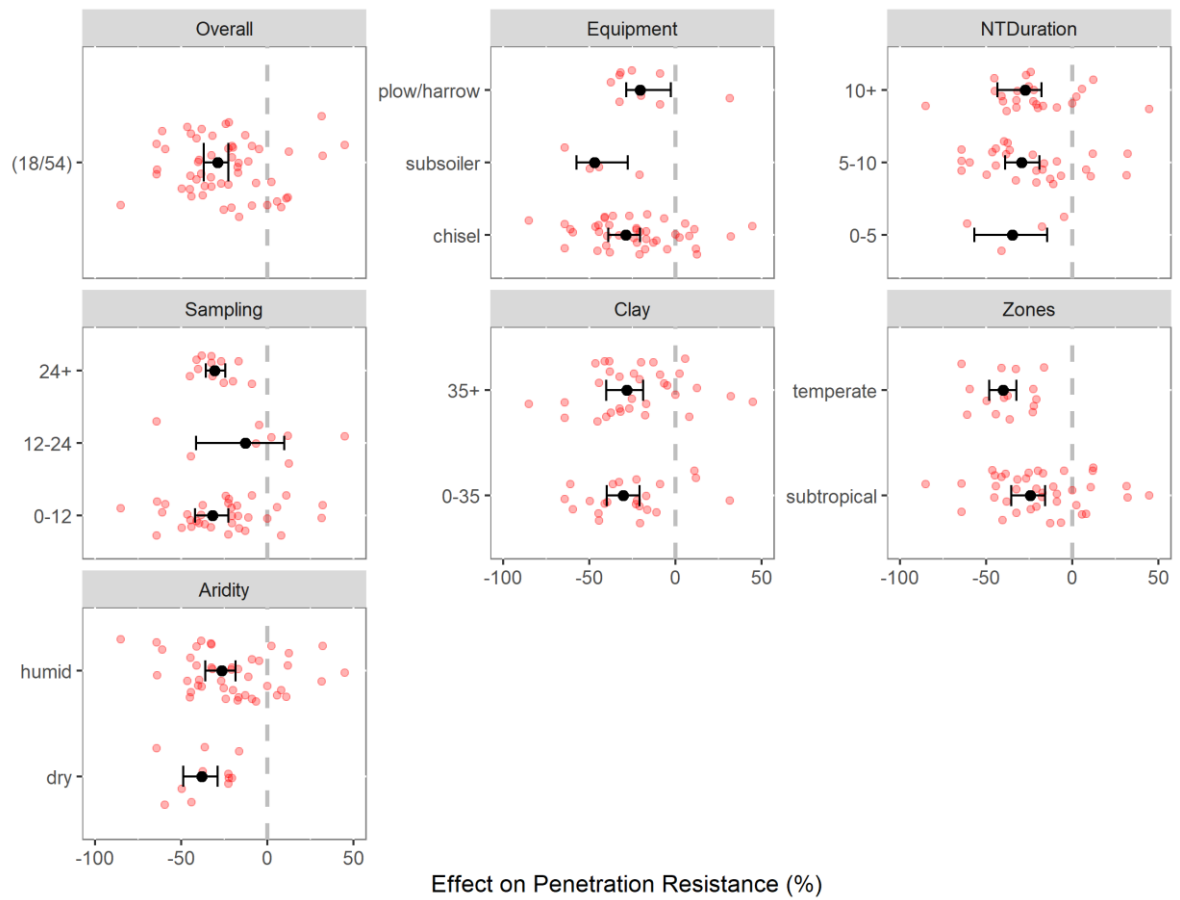 Overall
(18/54)
Equipment
plow/harrow
subsoiler
chisel
NTDuration
10+
5-10
0-5
Sampling
24+
12-24
0-12
Clay
35+
0-35
-100 -50 0 50
Zones
temperate
subtropical
-100 -50 0 50
Aridity
humid
dry
-100 -50 0 50
Effect on Penetration Resistance (%)